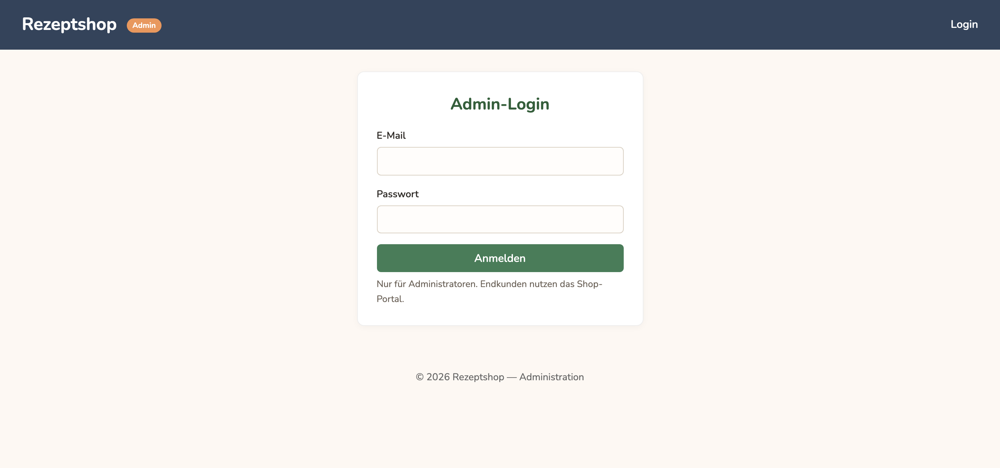 Rezeptshop Admin Login
Admin-Login
E-Mail
Passwort
Anmelden
Nur für Administratoren. Endkunden nutzen das Shop-
Portal.
© 2026 Rezeptshop — Administration